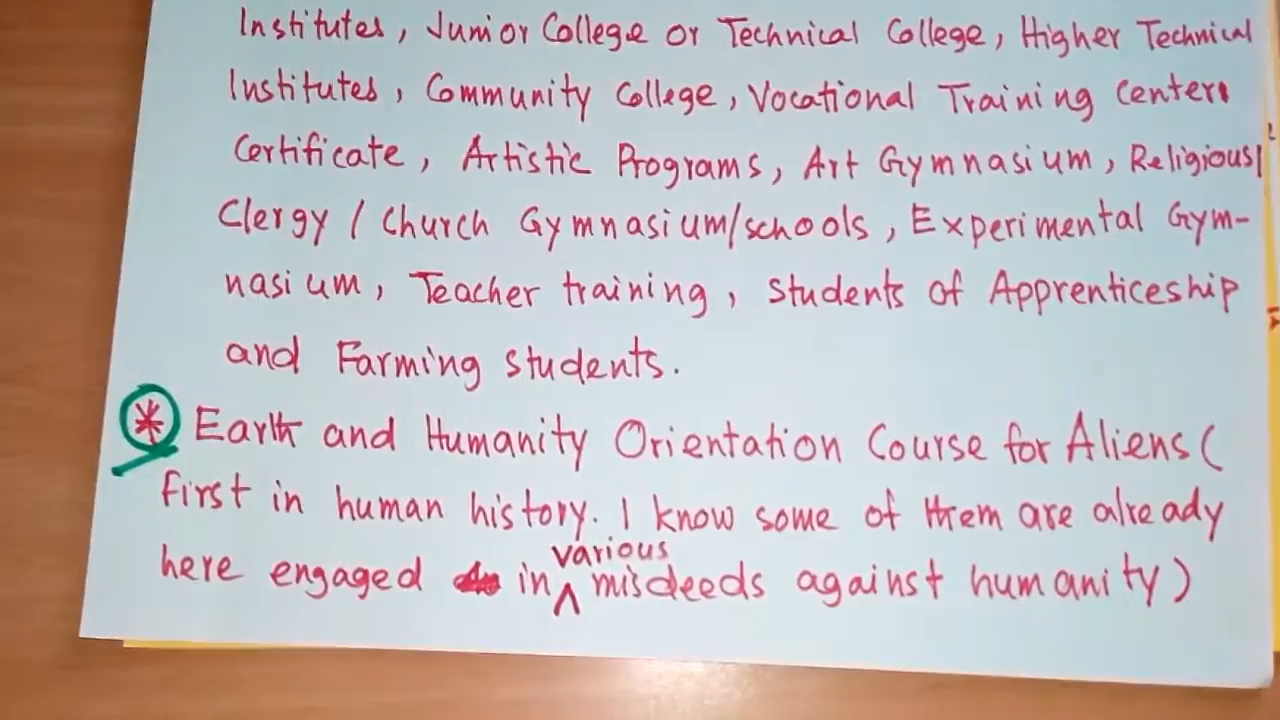 Institutes, Junior College or Technical College, Higher Technical
Institutes, Community College, Vocational Training Center
Certificate, Artistic Programs, Art Gymnasium, Religious/
Clergy / Church Gymnasium/schools, Experimental Gym-
nasium, Teacher training, Students of Apprenticeship
and Farming students.
* Earth and Humanity Orientation Course for Aliens (
first in human history. I know some of them are already
here engaged in various misdeeds against humanity)